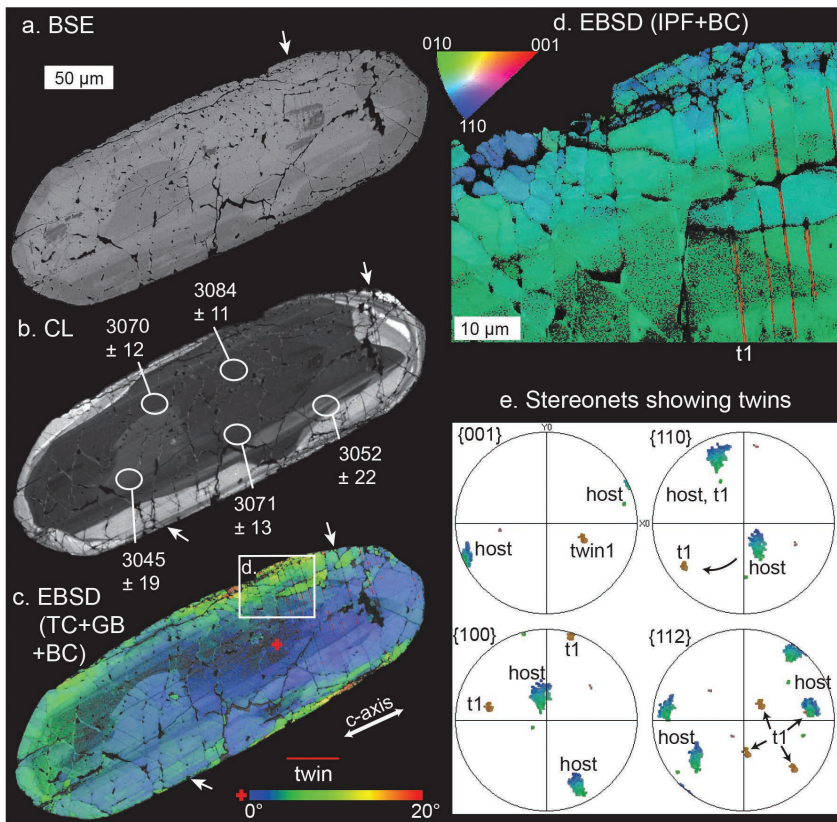 a. BSE
50 µm
b. CL
3070
± 12
3084
± 11
3052
± 22
3071
± 13
3045
± 19
c. EBSD
(TC+GB
+BC)
d.
c-axis
twin
0°
20°
d. EBSD (IPF+BC)
010
001
110
10 µm
t1
e. Stereonets showing twins
{001}
Y0
X0
host
host
twin1
{110}
host, t1
t1
host
{100}
t1
host
t1
host
{112}
host
t1
host